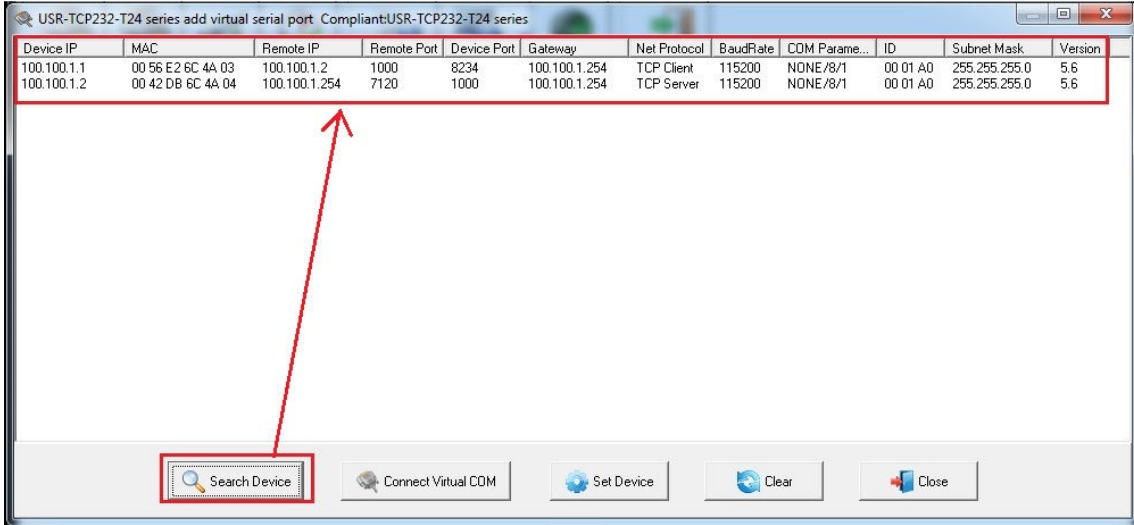 USR-TCP232-T24 series add virtual serial port Compliant:USR-TCP232-T24 series
Device IP MAC Remote IP Remote Port Device Port Gateway Net Protocol BaudRate COM Parame... ID Subnet Mask Version
100.100.1.1 00 56 E2 6C 4A 03 100.100.1.2 1000 8234 100.100.1.254 TCP Client 115200 NONE/8/1 00 01 A0 255.255.255.0 5.6
100.100.1.2 00 42 DB 6C 4A 04 100.100.1.254 7120 1000 100.100.1.254 TCP Server 115200 NONE/8/1 00 01 A0 255.255.255.0 5.6
Search Device Connect Virtual COM Set Device Clear Close